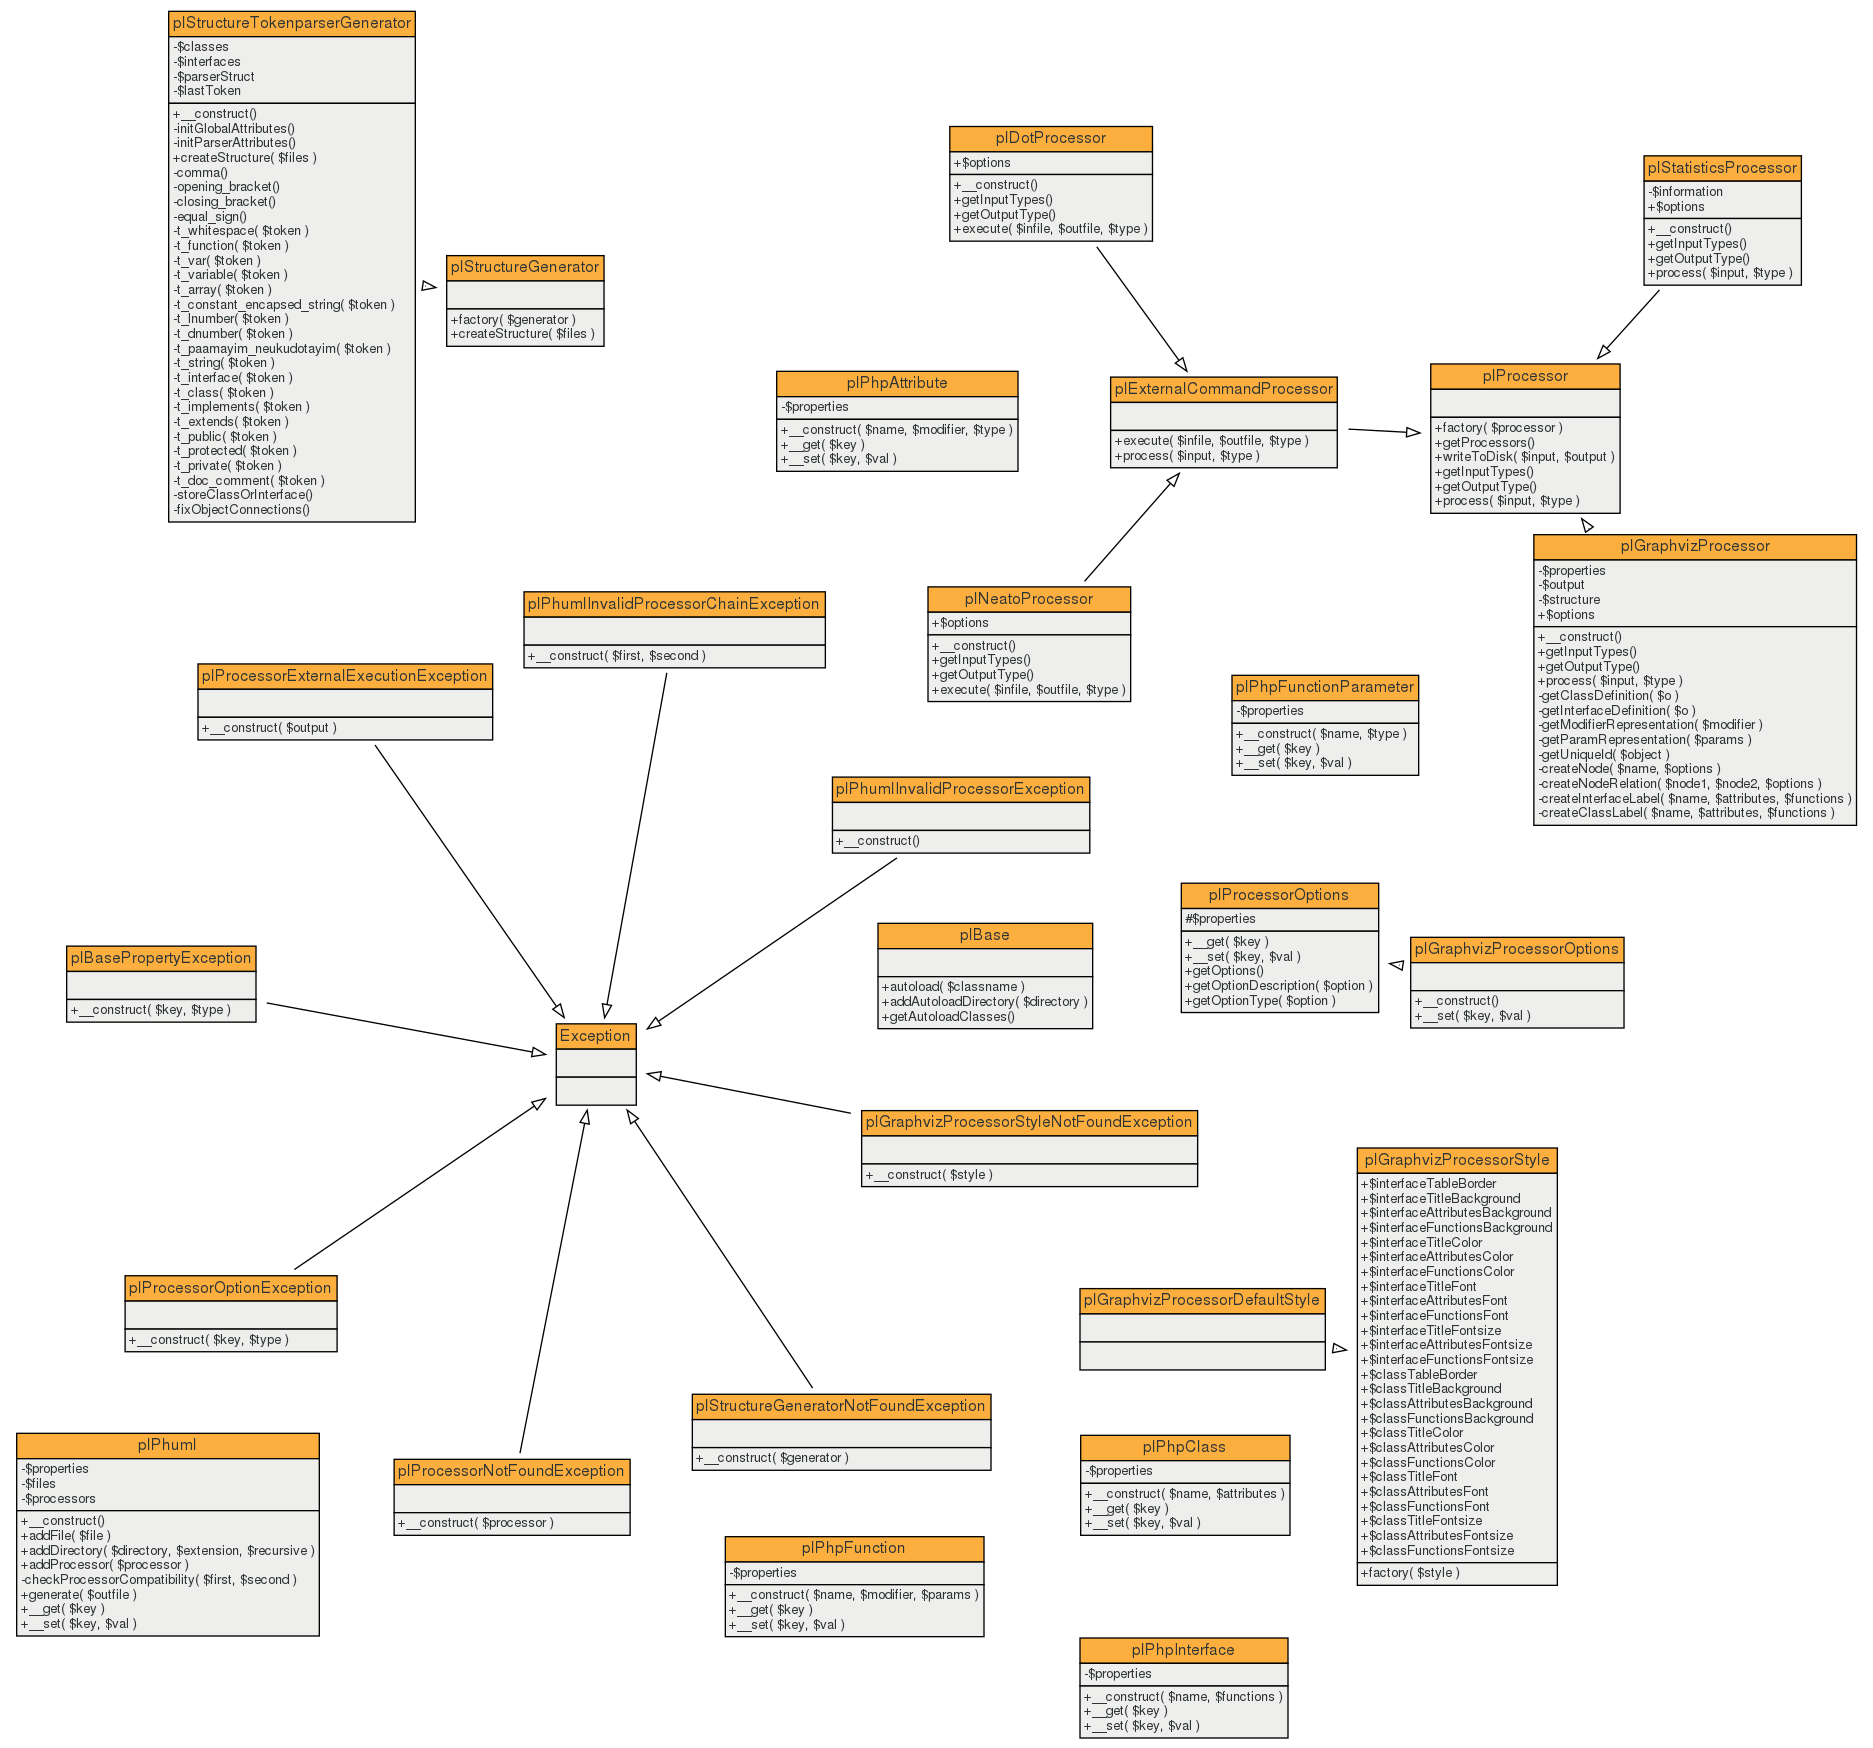 plStructureTokenparserGenerator
-$classes
-$interfaces
-$parserStruct
-$lastToken
+__construct()
-initGlobalAttributes()
-initParserAttributes()
+createStructure( $files )
-comma()
-opening_bracket()
-closing_bracket()
-equal_sign()
-t_whitespace( $token )
-t_function( $token )
-t_var( $token )
-t_variable( $token )
-t_array( $token )
-t_constant_encapsed_string( $token )
-t_lnumber( $token )
-t_dnumber( $token )
-t_paamayim_neukudotayim( $token )
-t_string( $token )
-t_interface( $token )
-t_class( $token )
-t_implements( $token )
-t_extends( $token )
-t_public( $token )
-t_protected( $token )
-t_private( $token )
-t_doc_comment( $token )
-storeClassOrInterface()
-fixObjectConnections()
plStructureGenerator
+factory( $generator )
+createStructure( $files )
plDotProcessor
+$options
+__construct()
+getInputTypes()
+getOutputType()
+execute( $infile, $outfile, $type )
plStatisticsProcessor
-$information
+$options
+__construct()
+getInputTypes()
+getOutputType()
+process( $input, $type )
plPhpAttribute
-$properties
+__construct( $name, $modifier, $type )
+__get( $key )
+__set( $key, $val )
plExternalCommandProcessor
+execute( $infile, $outfile, $type )
+process( $input, $type )
plProcessor
+factory( $processor )
+getProcessors()
+writeToDisk( $input, $output )
+getInputTypes()
+getOutputType()
+process( $input, $type )
plGraphvizProcessor
-$properties
-$output
-$structure
+$options
+__construct()
+getInputTypes()
+getOutputType()
+process( $input, $type )
-getClassDefinition( $o )
-getInterfaceDefinition( $o )
-getModifierRepresentation( $modifier )
-getParamRepresentation( $params )
-getUniqueId( $object )
-createNode( $name, $options )
-createNodeRelation( $node1, $node2, $options )
-createInterfaceLabel( $name, $attributes, $functions )
-createClassLabel( $name, $attributes, $functions )
plPhumlInvalidProcessorChainException
+__construct( $first, $second )
plNeatoProcessor
+$options
+__construct()
+getInputTypes()
+getOutputType()
+execute( $infile, $outfile, $type )
plProcessorExternalExecutionException
+__construct( $output )
plPhpFunctionParameter
-$properties
+__construct( $name, $type )
+__get( $key )
+__set( $key, $val )
plPhumlInvalidProcessorException
+__construct()
plProcessorOptions
#$properties
+__get( $key )
+__set( $key, $val )
+getOptions()
+getOptionDescription( $option )
+getOptionType( $option )
plBase
+autoload( $classname )
+addAutoloadDirectory( $directory )
+getAutoloadClasses()
plGraphvizProcessorOptions
+__construct()
+__set( $key, $val )
plBasePropertyException
+__construct( $key, $type )
Exception
plGraphvizProcessorStyleNotFoundException
+__construct( $style )
plGraphvizProcessorStyle
+$interfaceTableBorder
+$interfaceTitleBackground
+$interfaceAttributesBackground
+$interfaceFunctionsBackground
+$interfaceTitleColor
+$interfaceAttributesColor
+$interfaceFunctionsColor
+$interfaceTitleFont
+$interfaceAttributesFont
+$interfaceFunctionsFont
+$interfaceTitleFontsize
+$interfaceAttributesFontsize
+$interfaceFunctionsFontsize
+$classTableBorder
+$classTitleBackground
+$classAttributesBackground
+$classFunctionsBackground
+$classTitleColor
+$classAttributesColor
+$classFunctionsColor
+$classTitleFont
+$classAttributesFont
+$classFunctionsFont
+$classTitleFontsize
+$classAttributesFontsize
+$classFunctionsFontsize
+factory( $style )
plProcessorOptionException
+__construct( $key, $type )
plGraphvizProcessorDefaultStyle
plStructureGeneratorNotFoundException
+__construct( $generator )
plPhuml
-$properties
-$files
-$processors
+__construct()
+addFile( $file )
+addDirectory( $directory, $extension, $recursive )
+addProcessor( $processor )
-checkProcessorCompatibility( $first, $second )
+generate( $outfile )
+__get( $key )
+__set( $key, $val )
plProcessorNotFoundException
+__construct( $processor )
plPhpClass
-$properties
+__construct( $name, $attributes )
+__get( $key )
+__set( $key, $val )
plPhpFunction
-$properties
+__construct( $name, $modifier, $params )
+__get( $key )
+__set( $key, $val )
plPhpInterface
-$properties
+__construct( $name, $functions )
+__get( $key )
+__set( $key, $val )